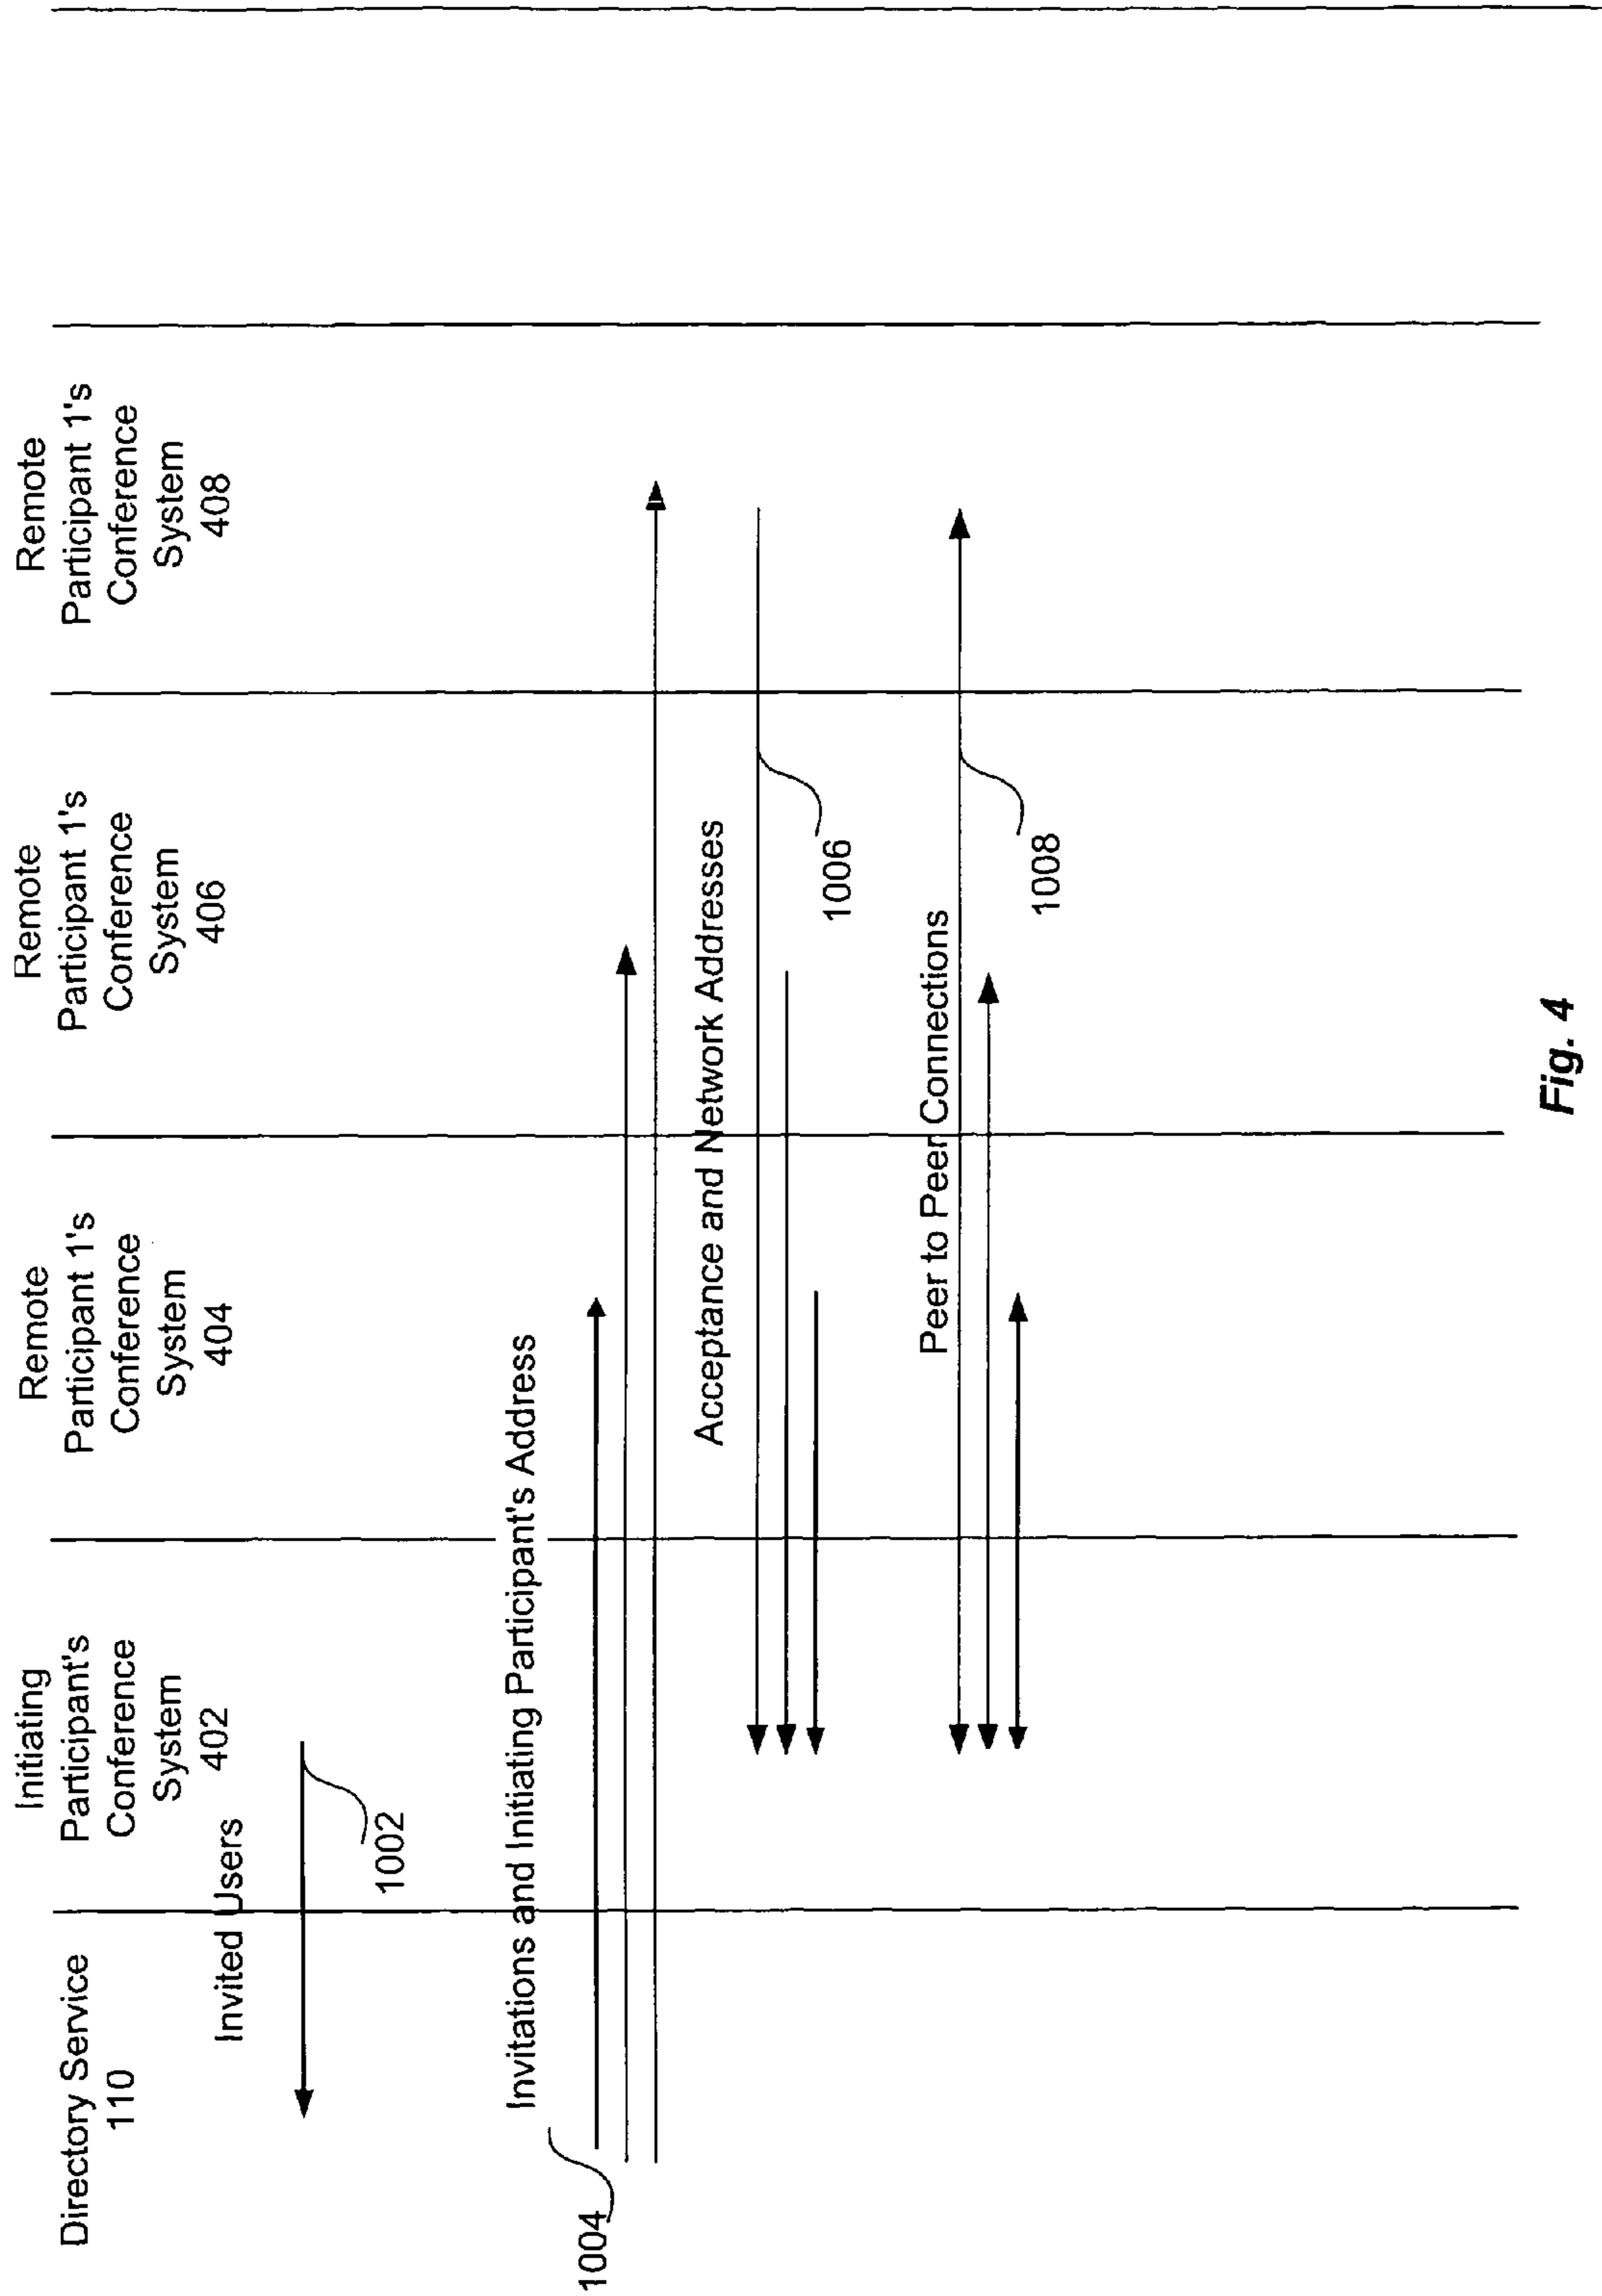 Directory Service
110
Initiating
Participant's
Conference
System
402
Remote
Participant 1's
Conference
System
404
Remote
Participant 1's
Conference
System
406
Remote
Participant 1's
Conference
System
408
Invited Users
1002
Invitations and Initiating Participant's Address
1004
Acceptance and Network Addresses
1006
Peer to Peer Connections
1008
Fig. 4